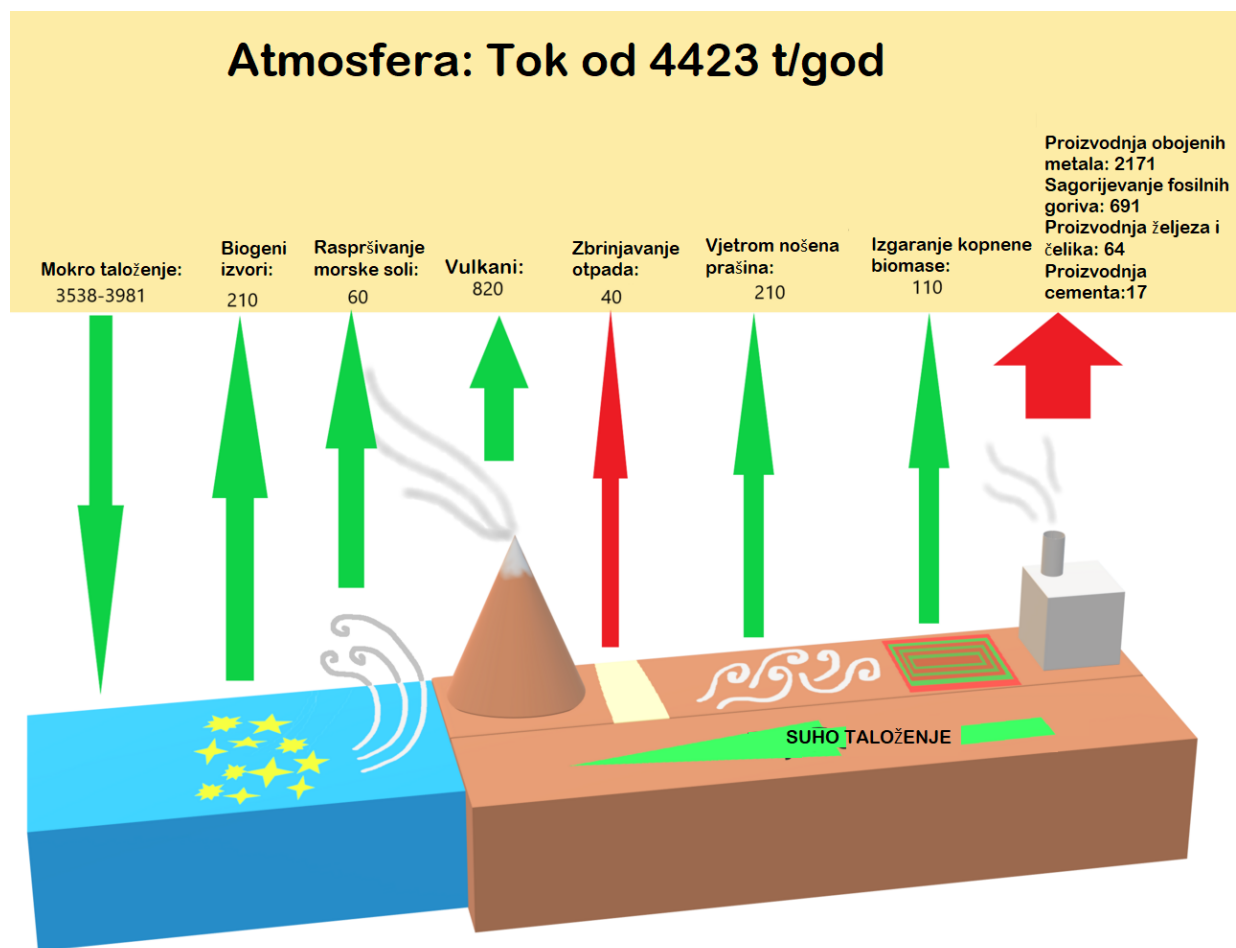 Atmosfera: Tok od 4423 t/god
Mokro taloženje:
3538-3981
Biogeni
izvori:
210
Raspršivanje
morske soli:
60
Vulkani:
820
Zbrinjavanje
otpada:
40
Vjetrom nošena
prašina:
210
Izgaranje kopnene
biomase:
110
Proizvodnja obojenih
metala: 2171
Sagorijevanje fosilnih
goriva: 691
Proizvodnja željeza i
čelika: 64
Proizvodnja
cementa:17
SUHO TALOŽENJE